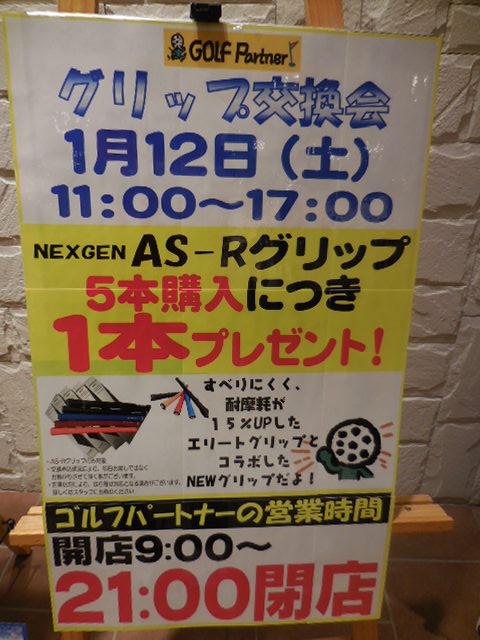 GOLF Partner
グリップ交換会
1月12日（土）
11:00～17:00
NEXGEN AS-Rグリップ
5本購入につき
1本プレゼント!
すべりにくく、
耐摩耗が
15%UPした
エリートグリップと
コラボした
NEWグリップだよ!
ゴルフパートナーの営業時間
開店9:00～
21:00閉店